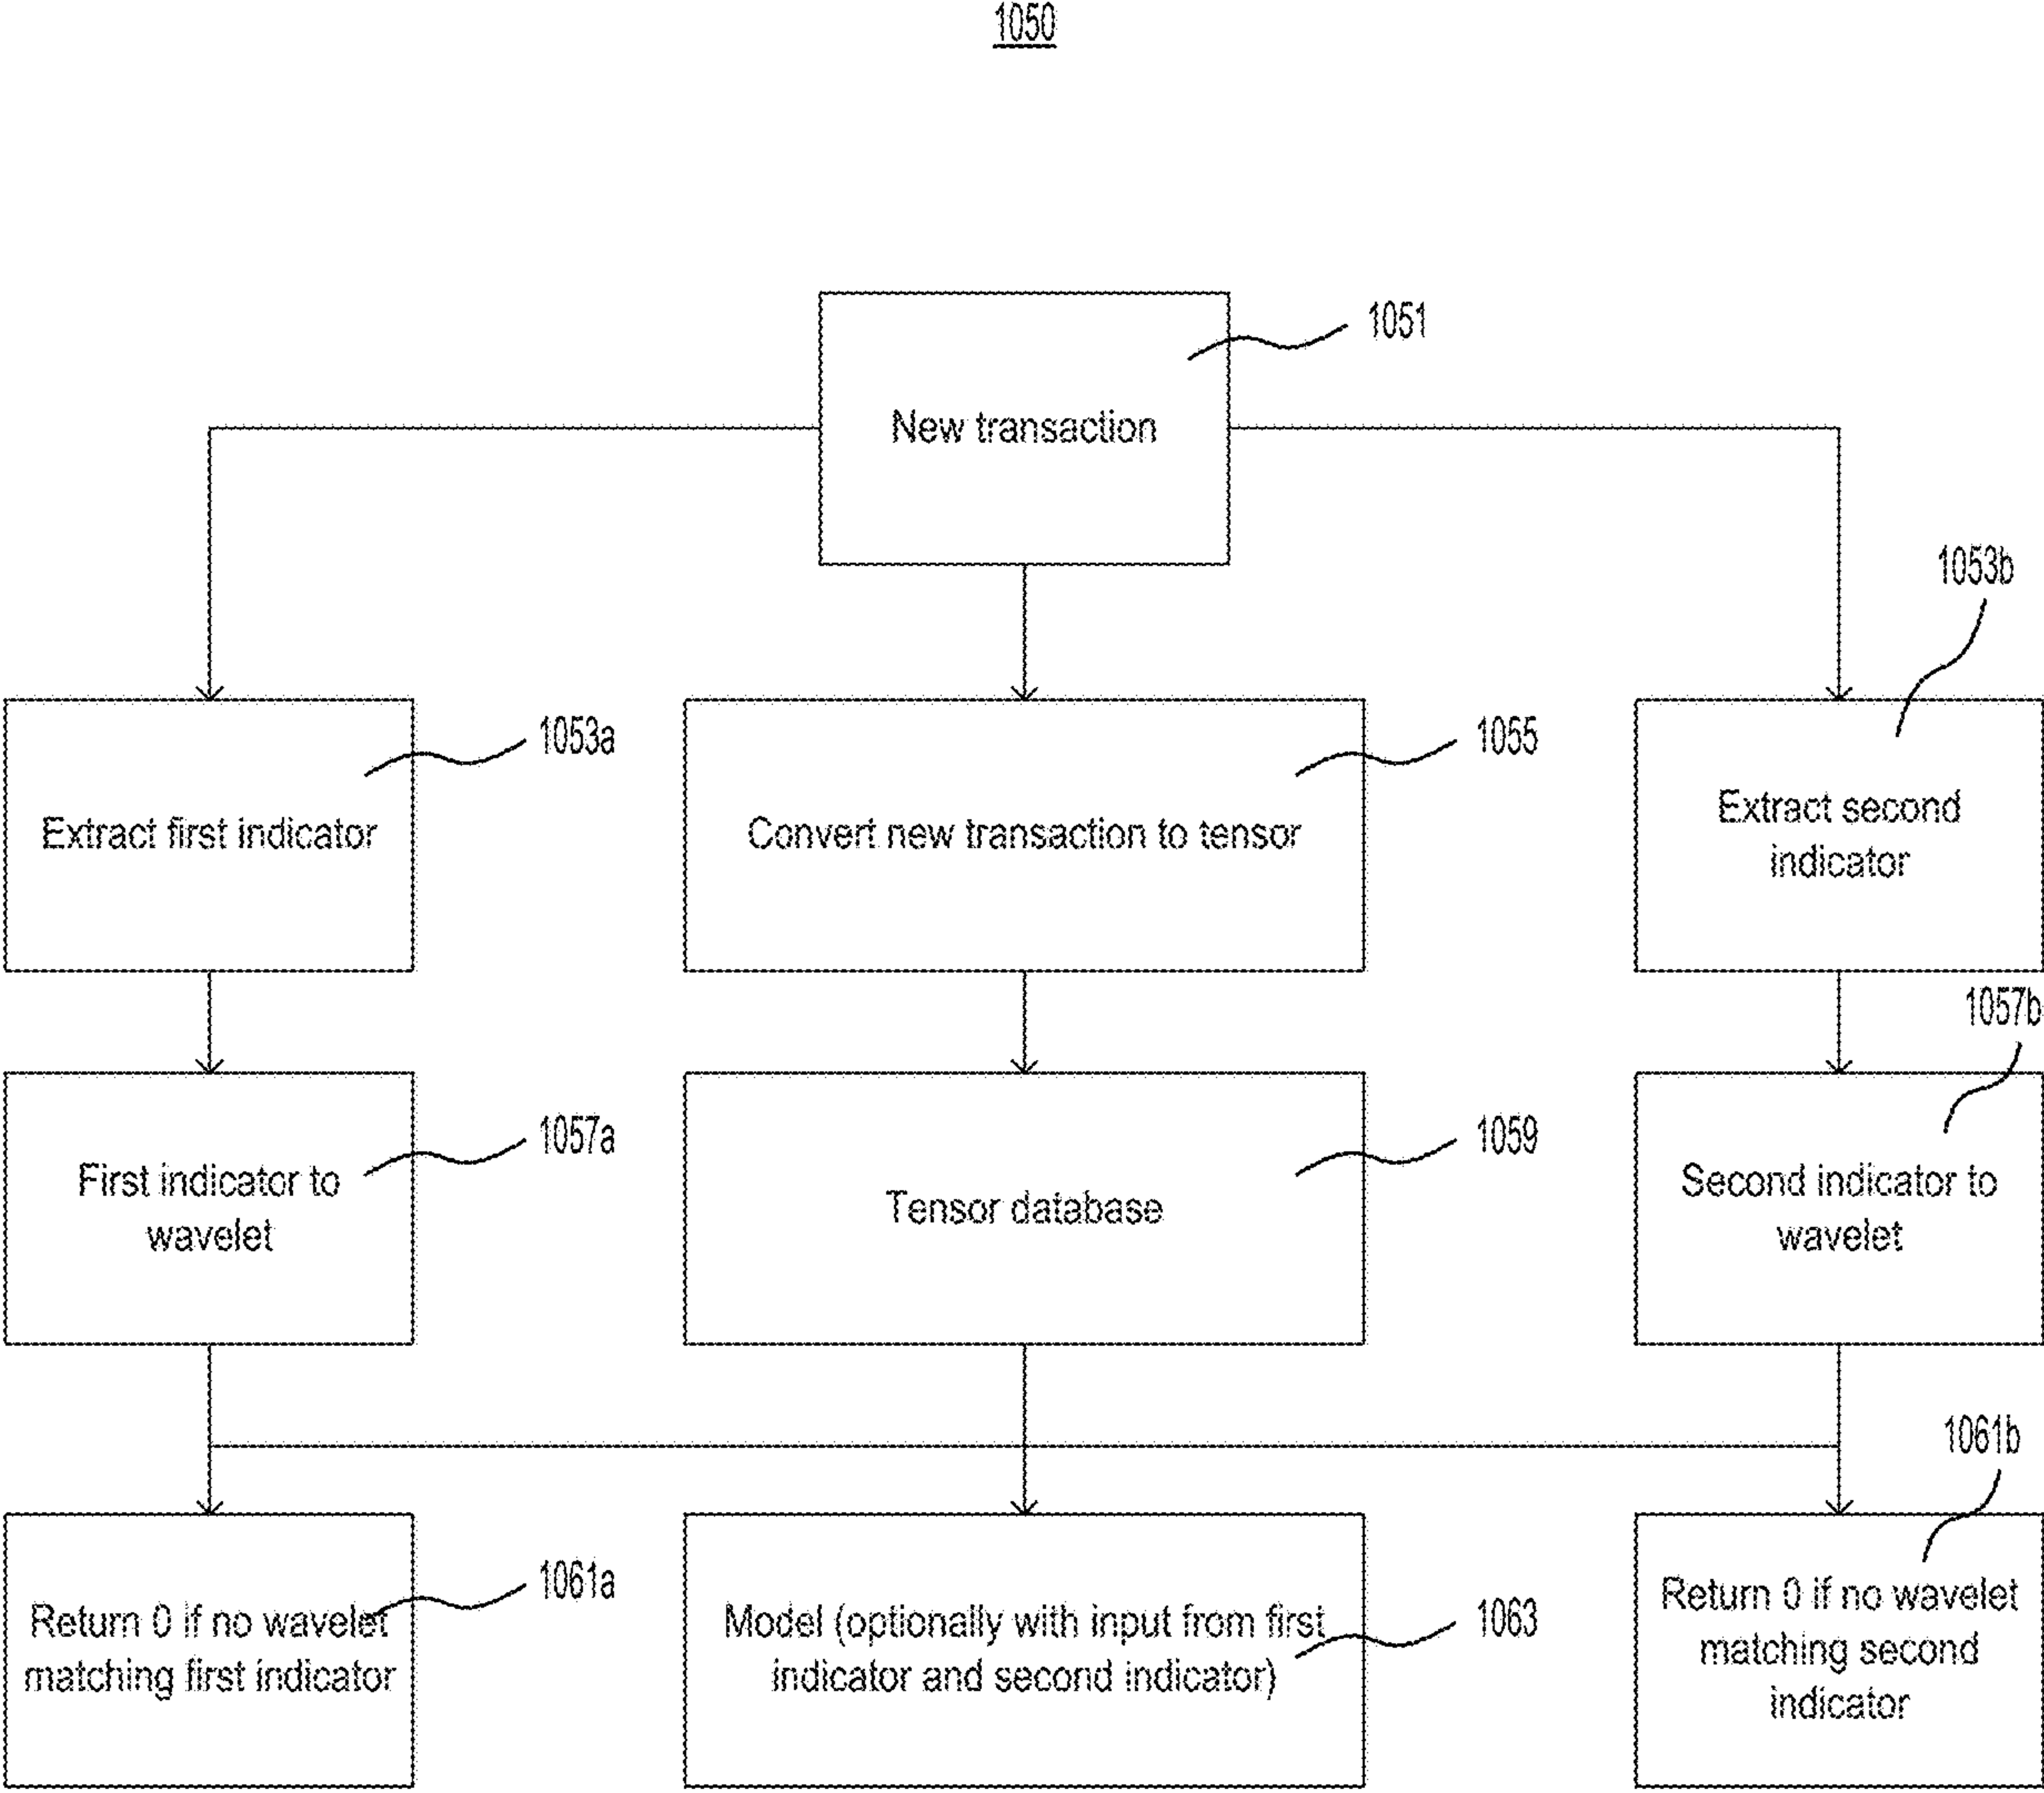 1050
1051
New transaction
1053b
1053a
1055
Extract first indicator
Convert new transaction to tensor
Extract second
indicator
1057b
1057a
1059
First indicator to
wavelet
Tensor database
Second indicator to
wavelet
1061b
1061a
1063
Return 0 if no wavelet
matching first indicator
Model (optionally with input from first
indicator and second indicator)
Return 0 if no wavelet
matching second
indicator